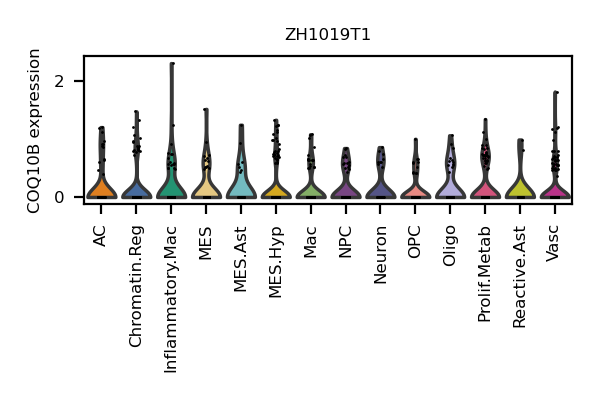 ZH1019T1
COQ10B expression
2
0
AC
Chromatin.Reg
Inflammatory.Mac
MES
MES.Ast
MES.Hyp
Mac
NPC
Neuron
OPC
Oligo
Prolif.Metab
Reactive.Ast
Vasc